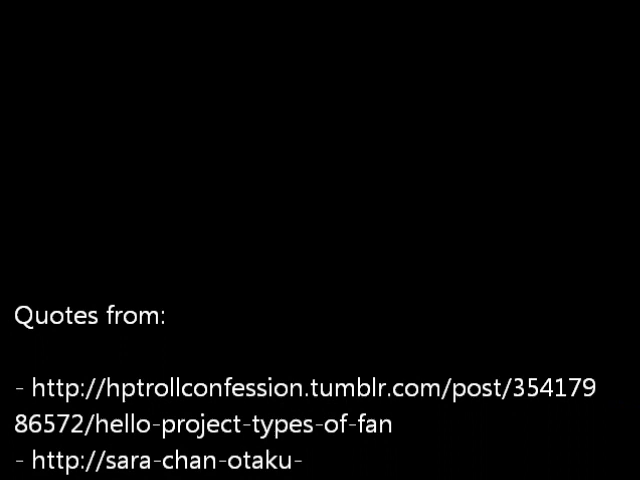 Quotes from:
- http://hptrollconfession.tumblr.com/post/354179
86572/hello-project-types-of-fan
- http://sara-chan-otaku-